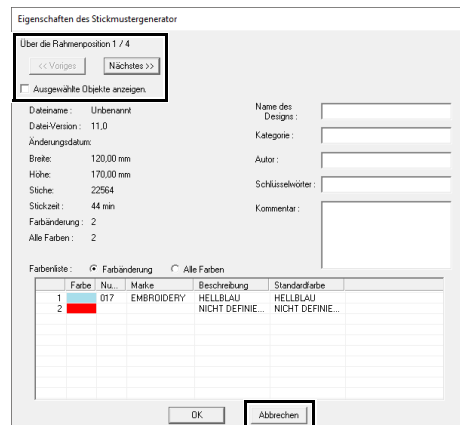 Eigenschaften des Stickmustergenerator
Über die Rahmenposition 1 / 4
<< Voriges Nächstes >>
Ausgewählte Objekte anzeigen.
Dateiname : Unbenannt
Datei-Version : 11,0
Änderungsdatum:
Breite: 120,00 mm
Höhe: 170,00 mm
Stiche: 22564
Stickzeit : 44 min
Farbänderung : 2
Alle Farben : 2
Name des Designs :
Kategorie :
Autor :
Schlüsselwörter :
Kommentar :
Farbenliste : Farbänderung Alle Farben
Farbe Nu... Marke Beschreibung Standardfarbe
1 017 EMBROIDERY HELLBLAU HELLBLAU
2 NICHT DEFINIE... NICHT DEFINIE...
OK Abbrechen